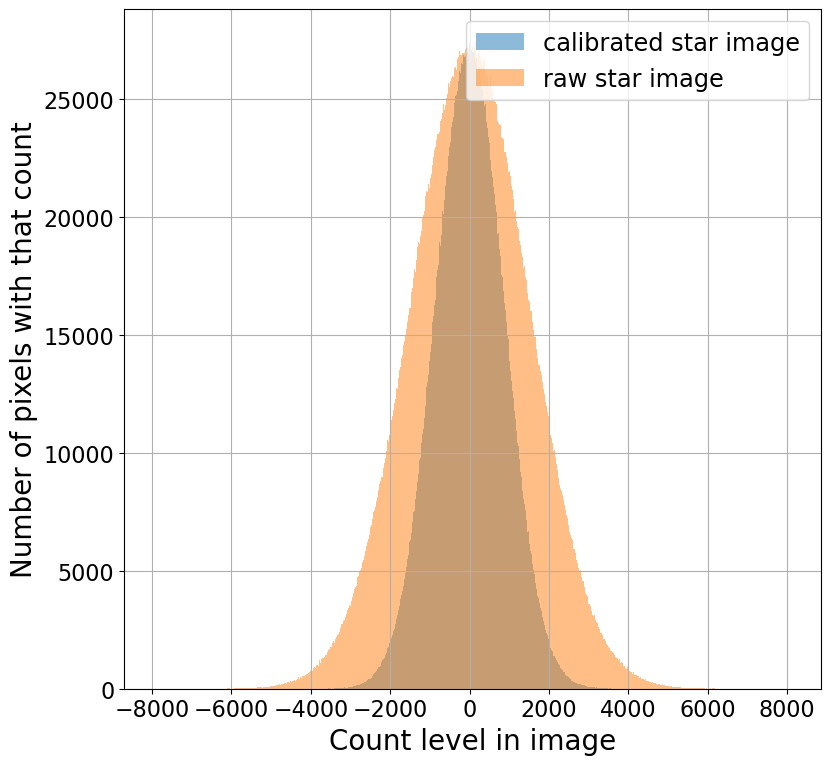 calibrated star image
raw star image
25000
20000
15000
10000
5000
0
−8000 −6000 −4000 −2000 0 2000 4000 6000 8000
Number of pixels with that count
Count level in image